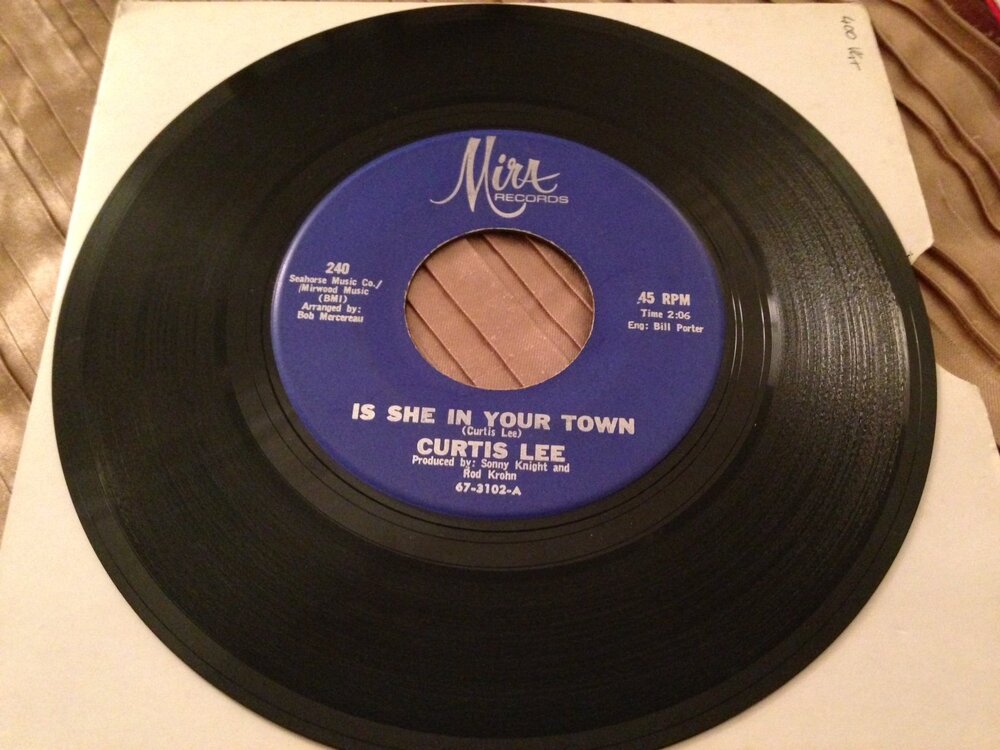 Mira
RECORDS
240
Seahorse Music Co./
Mirwood Music
(BMI)
Arranged by:
Bob Mercereau
45 RPM
Time 2:06
Eng: Bill Porter
IS SHE IN YOUR TOWN
(Curtis Lee)
CURTIS LEE
Produced by: Sonny Knight and
Rod Krohn
67-3102-A
400